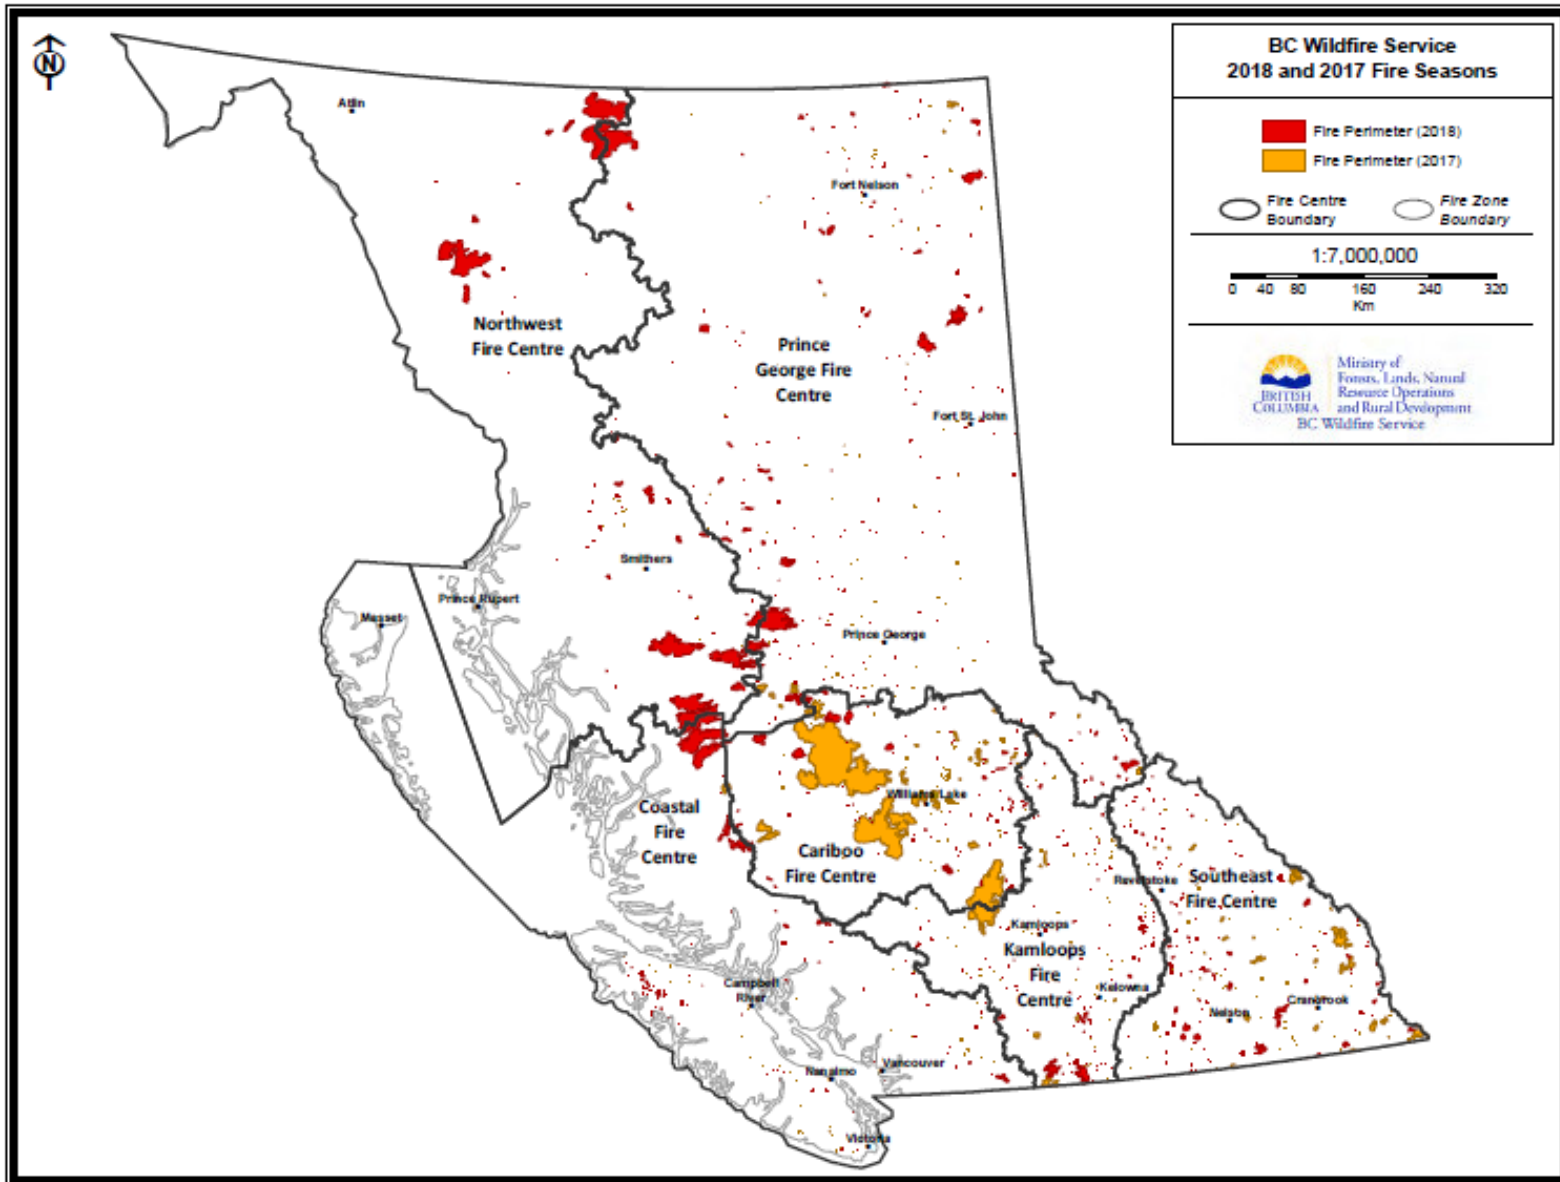 BC Wildfire Service
2018 and 2017 Fire Seasons
Fire Perimeter (2018)
Fire Perimeter (2017)
Fire Centre
Boundary
Fire Zone
Boundary
1:7,000,000
0 40 80 160 240 320
Km
BRITISH
COLUMBIA
Ministry of
Forests, Lands, Natural
Resource Operations
and Rural Development
BC Wildfire Service
N
Atlin
Fort Nelson
Northwest
Fire Centre
Prince
George Fire
Centre
Fort St. John
Smithers
Prince Rupert
Masset
Prince George
Coastal
Fire
Centre
Williams Lake
Cariboo
Fire Centre
Revelstoke
Southeast
Fire Centre
Kamloops
Kamloops
Fire
Centre
Kelowna
Campbell
River
Nelson
Cranbrook
Nanaimo
Vancouver
Victoria